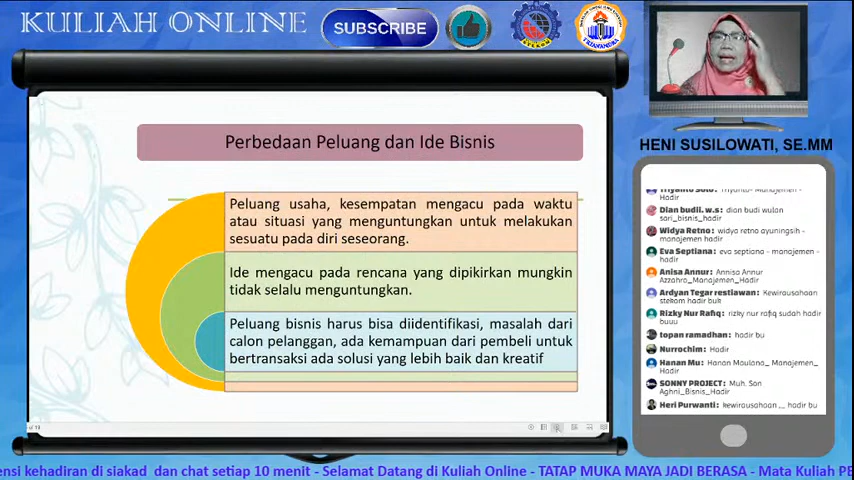 KULIAH ONLINE
SUBSCRIBE
HENI SUSILOWATI, SE.MM
Perbedaan Peluang dan Ide Bisnis
Peluang usaha, kesempatan mengacu pada waktu
atau situasi yang menguntungkan untuk melakukan
sesuatu pada diri seseorang.
Ide mengacu pada rencana yang dipikirkan mungkin
tidak selalu menguntungkan.
Peluang bisnis harus bisa diidentifikasi, masalah dari
calon pelanggan, ada kemampuan dari pembeli untuk
bertransaksi ada solusi yang lebih baik dan kreatif
Hadir
Dian budii. w.s : dian budi wulan
sari_bisnis_hadir
Widya Retno : widya retno ayuningsih -
manajemen hadir
Eva Septiana : eva septiana - manajemen -
hadir
Anisa Annur : Annisa Annur
Azzahra_Manajemen_Hadir
Ardyan Tegar restiawan : Kewirausahaan
stekom hadir buk
Rizky Nur Rafiq : rizky nur rafiq sudah hadir
buuu
topan ramadhan : hadir bu
Nurrochim : Hadir
Hanan Mu : Hanan Maulana_ Manajemen_
Hadir
SONNY PROJECT : Muh. Son
Aghni_Bisnis_Hadir
Heri Purwanti : kewirausahaan __ hadir bu
ensi kehadiran di siakad dan chat setiap 10 menit - Selamat Datang di Kuliah Online - TATAP MUKA MAYA JADI BERASA - Mata Kuliah PE